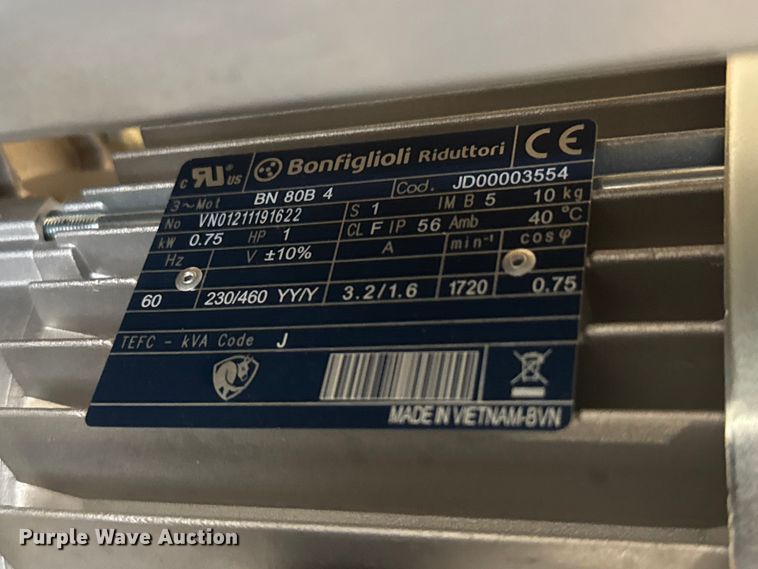 c RU® US Bonfiglioli Riduttori CE
3~Mot BN 80B 4 Cod. JD00003554
No VN01211191622 S 1 IM B 5 10 kg
kW 0.75 HP 1 CL F IP 56 Amb 40 °C
Hz V ±10% A min⁻¹ cosφ
60 230/460 YY/Y 3.2/1.6 1720 0.75
TEFC - kVA Code J
MADE IN VIETNAM-BVN
Purple Wave Auction